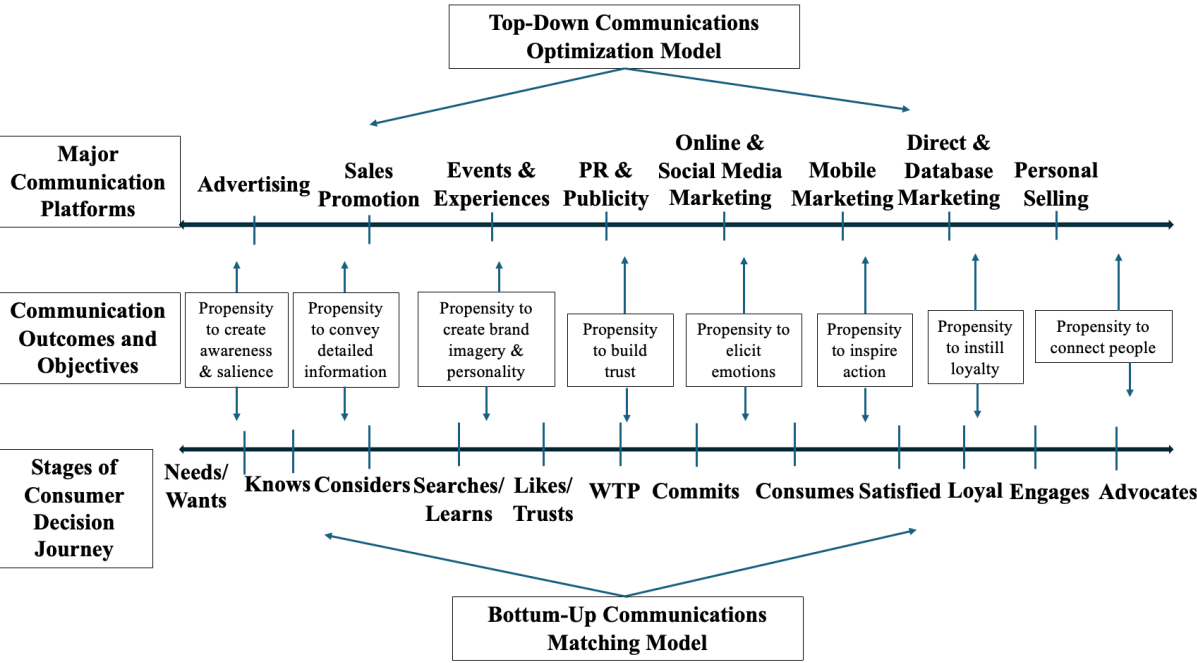 Top-Down Communications
Optimization Model
Major
Communication
Platforms
Advertising
Sales
Promotion
Events &
Experiences
PR &
Publicity
Online &
Social Media
Marketing
Mobile
Marketing
Direct &
Database
Marketing
Personal
Selling
Communication
Outcomes and
Objectives
Propensity
to create
awareness
& salience
Propensity
to convey
detailed
information
Propensity to
create brand
imagery &
personality
Propensity
to build
trust
Propensity to
elicit
emotions
Propensity
to inspire
action
Propensity
to instill
loyalty
Propensity to
connect people
Stages of
Consumer
Decision
Journey
Needs/
Wants
Knows
Considers
Searches/
Learns
Likes/
Trusts
WTP
Commits
Consumes
Satisfied
Loyal
Engages
Advocates
Bottum-Up Communications
Matching Model